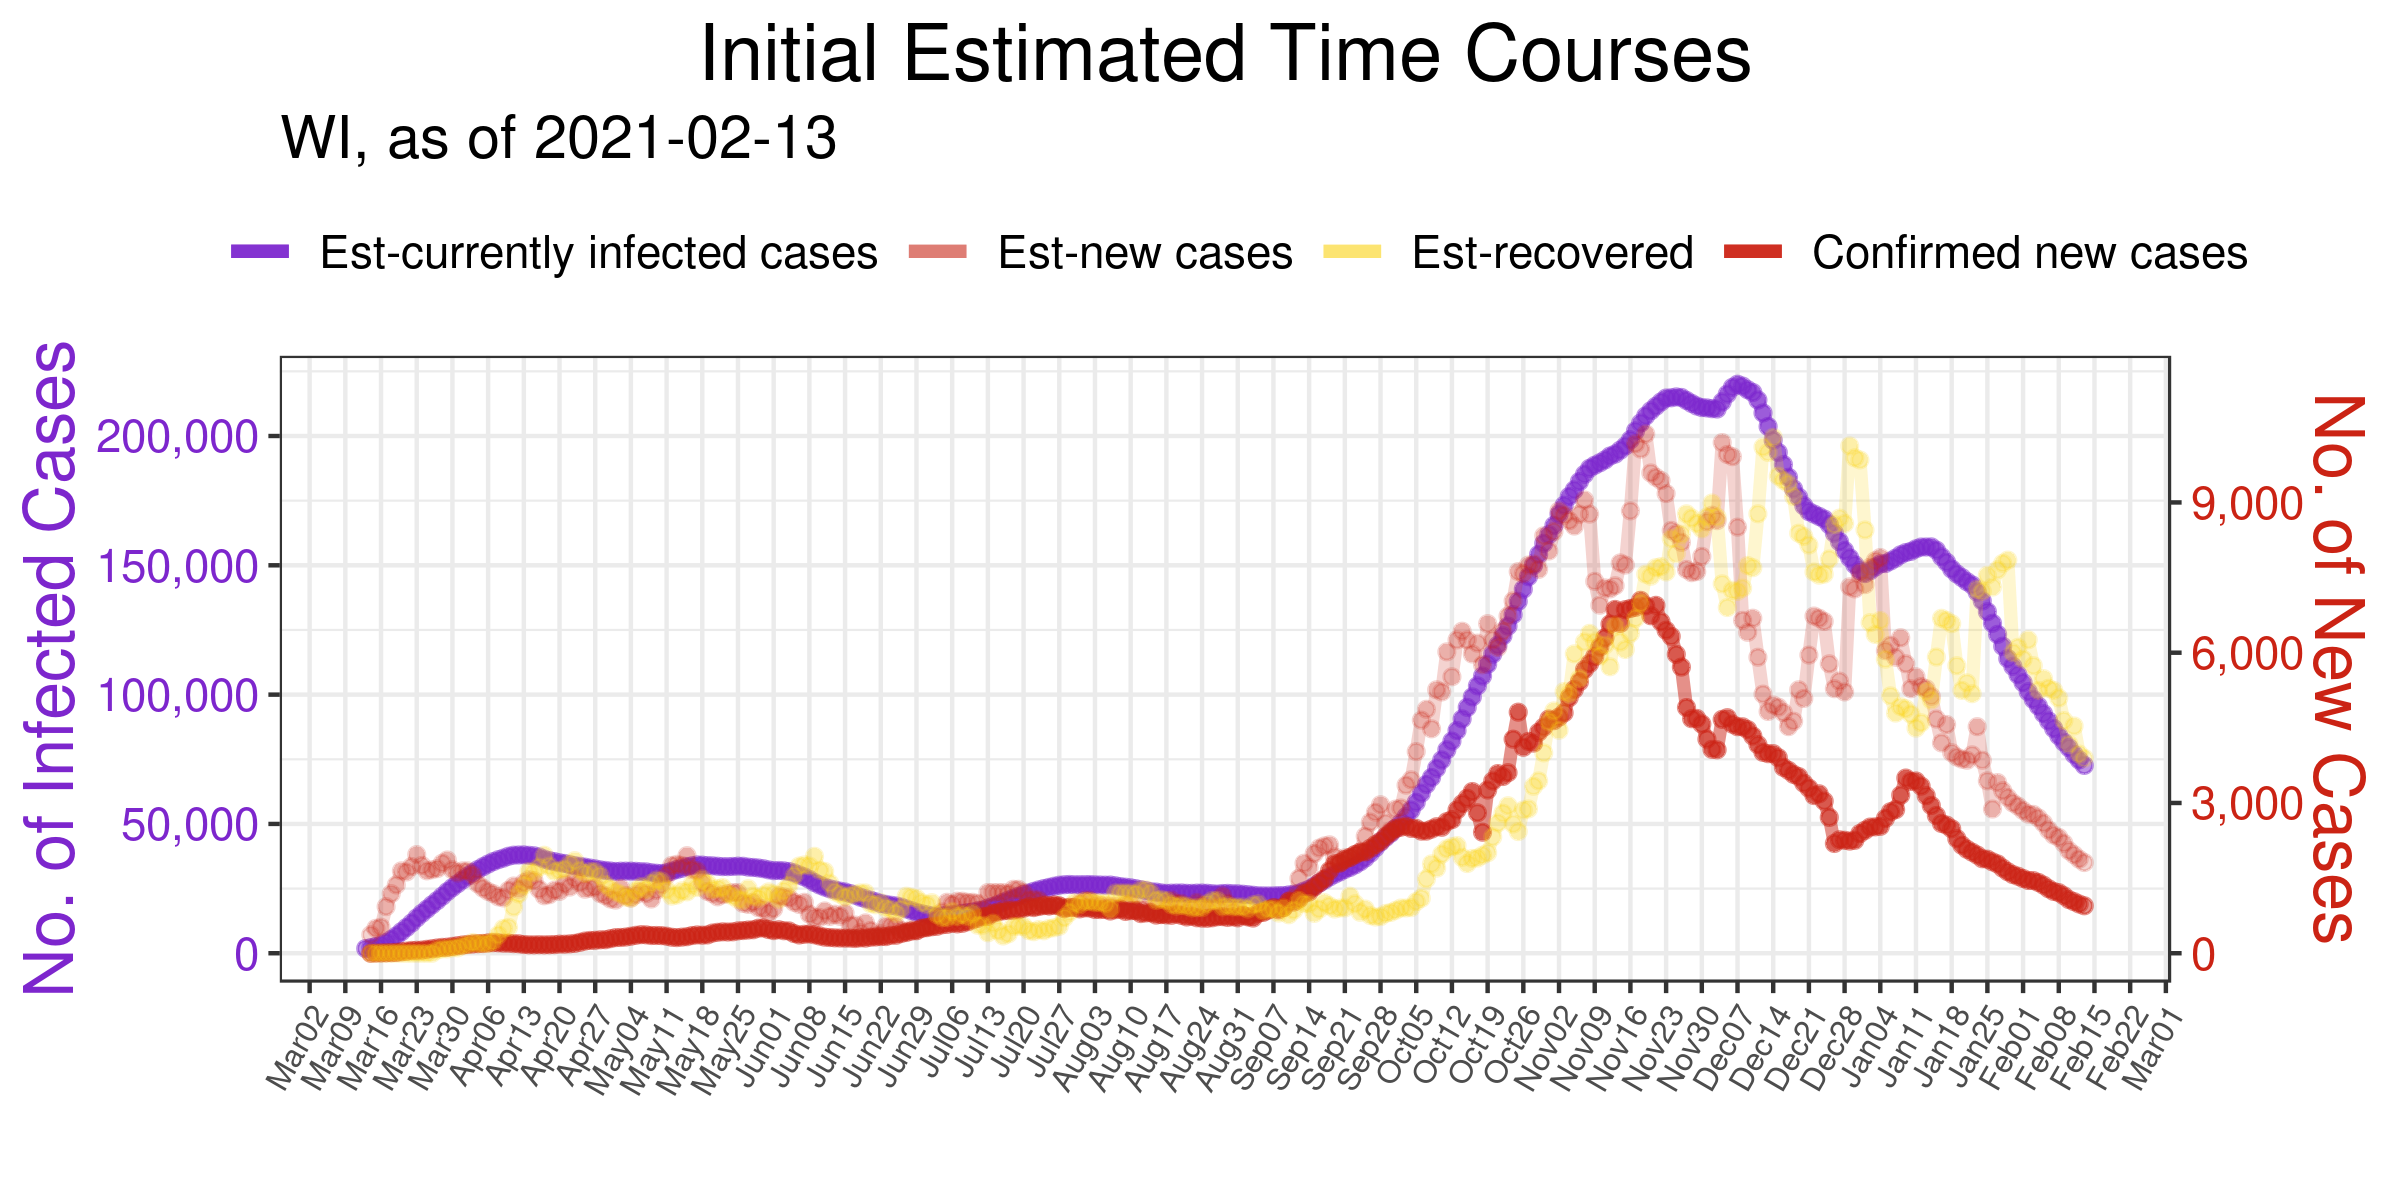 Initial Estimated Time Courses
WI, as of 2021-02-13
Est-currently infected cases Est-new cases Est-recovered Confirmed new cases
No. of Infected Cases
200,000
150,000
100,000
50,000
0
No. of New Cases
9,000
6,000
3,000
0
Mar02 Mar09 Mar16 Mar23 Mar30 Apr06 Apr13 Apr20 Apr27 May04 May11 May18 May25 Jun01 Jun08 Jun15 Jun22 Jun29 Jul06 Jul13 Jul20 Jul27 Aug03 Aug10 Aug17 Aug24 Aug31 Sep07 Sep14 Sep21 Sep28 Oct05 Oct12 Oct19 Oct26 Nov02 Nov09 Nov16 Nov23 Nov30 Dec07 Dec14 Dec21 Dec28 Jan04 Jan11 Jan18 Jan25 Feb01 Feb08 Feb15 Feb22 Mar01